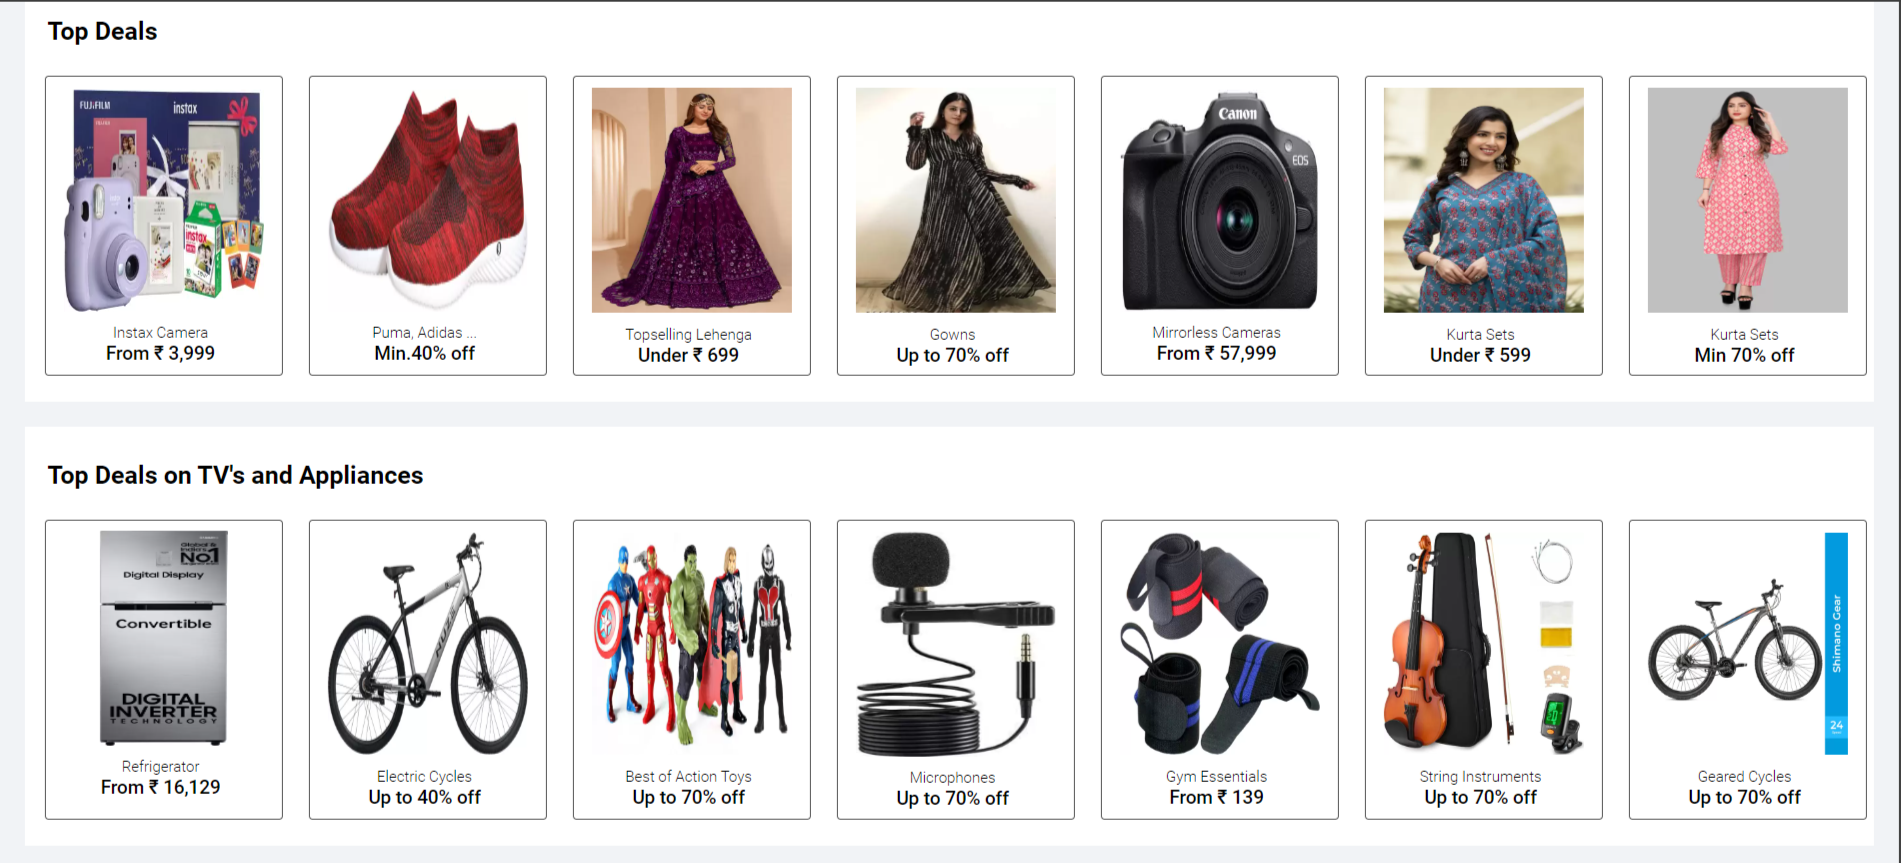 Top Deals
FUJIFILM
instax
instax
Canon
EOS
Instax Camera
From ₹ 3,999
Puma, Adidas ...
Min.40% off
Topselling Lehenga
Under ₹ 699
Gowns
Up to 70% off
Mirrorless Cameras
From ₹ 57,999
Kurta Sets
Under ₹ 599
Kurta Sets
Min 70% off
Top Deals on TV's and Appliances
Global &
India's
No.1
Digital Display
Convertible
DIGITAL
INVERTER
TECHNOLOGY
Shimano Gear
24
Refrigerator
From ₹ 16,129
Electric Cycles
Up to 40% off
Best of Action Toys
Up to 70% off
Microphones
Up to 70% off
Gym Essentials
From ₹ 139
String Instruments
Up to 70% off
Geared Cycles
Up to 70% off